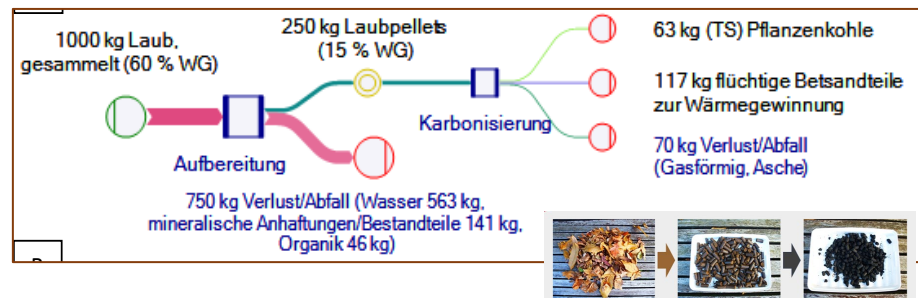 1000 kg Laub,
gesammelt (60 % WG)
250 kg Laubpellets
(15 % WG)
63 kg (TS) Pflanzenkohle
117 kg flüchtige Betsandteile
zur Wärmegewinnung
Karbonisierung
70 kg Verlust/Abfall
(Gasförmig, Asche)
Aufbereitung
750 kg Verlust/Abfall (Wasser 563 kg,
mineralische Anhaftungen/Bestandteile 141 kg,
Organik 46 kg)